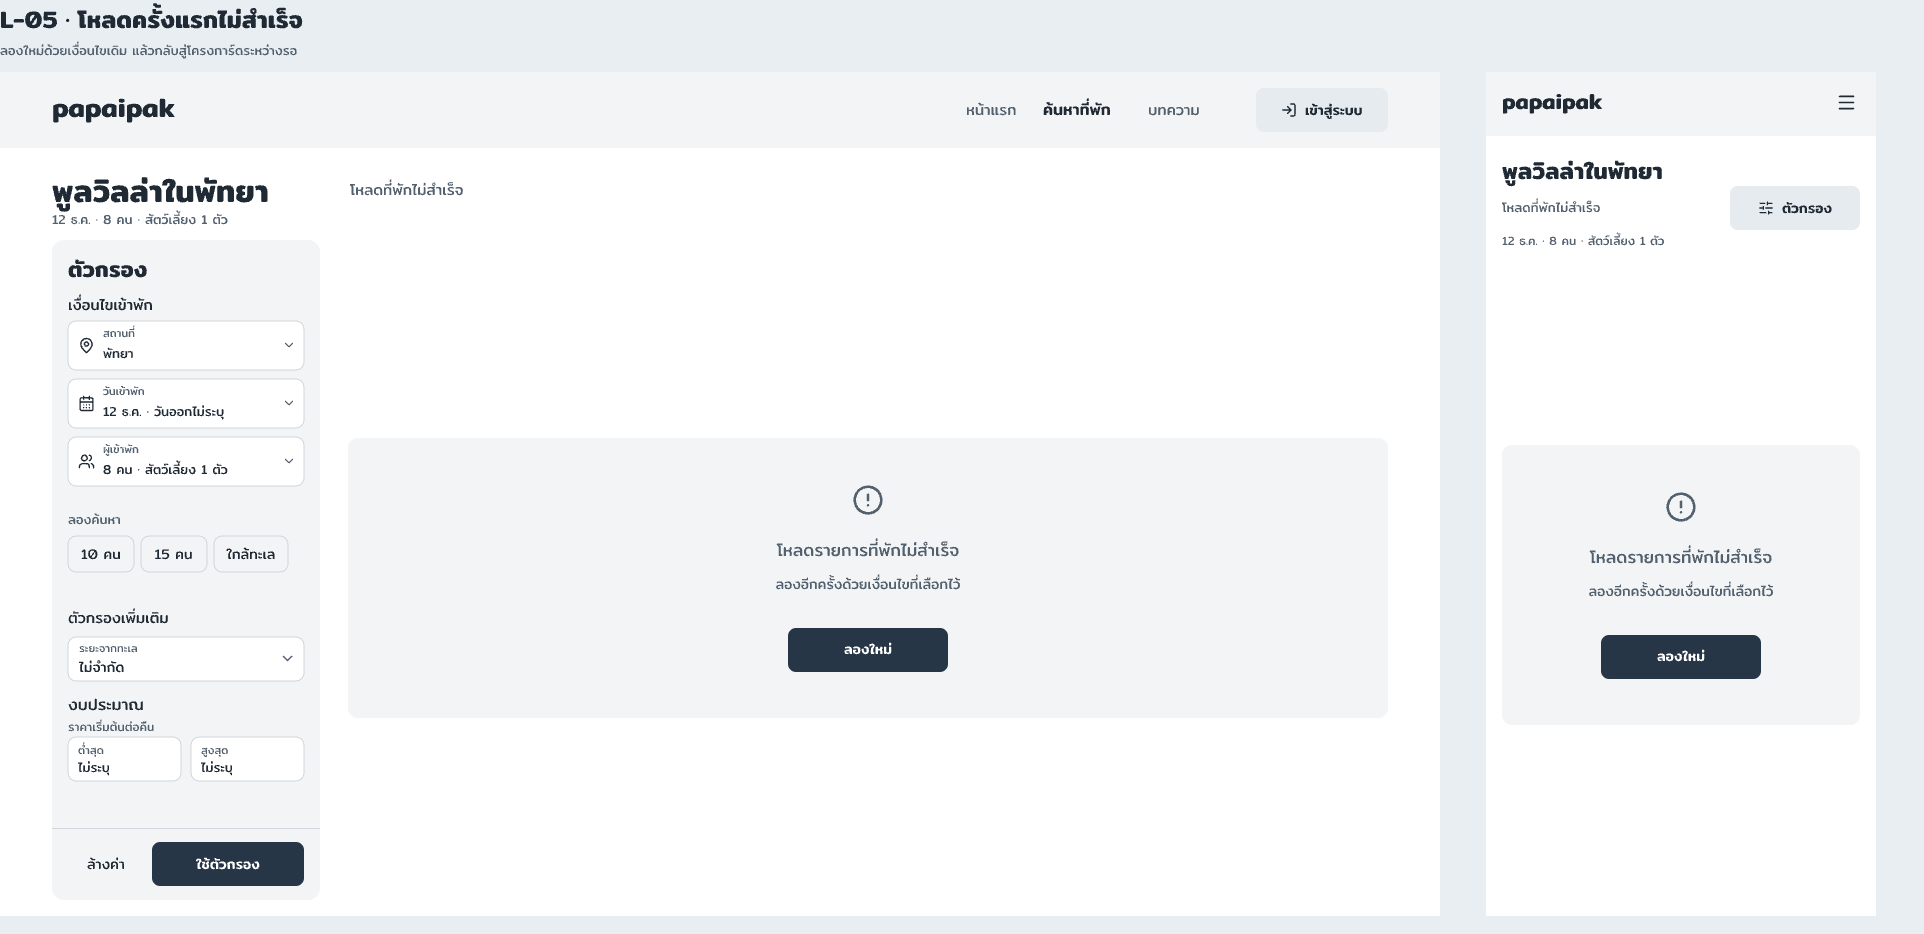 L-05 · โหลดครั้งแรกไม่สำเร็จ
ลองใหม่ด้วยเงื่อนไขเดิม แล้วกลับสู่โครงการ์ดระหว่างรอ
papaipak
หน้าแรก
ค้นหาที่พัก
บทความ
เข้าสู่ระบบ
พูลวิลล่าในพัทยา
12 ธ.ค. · 8 คน · สัตว์เลี้ยง 1 ตัว
โหลดที่พักไม่สำเร็จ
ตัวกรอง
เงื่อนไขเข้าพัก
สถานที่
พัทยา
วันเข้าพัก
12 ธ.ค. · วันออกไม่ระบุ
ผู้เข้าพัก
8 คน · สัตว์เลี้ยง 1 ตัว
ลองค้นหา
10 คน
15 คน
ใกล้ทะเล
ตัวกรองเพิ่มเติม
ระยะจากทะเล
ไม่จำกัด
งบประมาณ
ราคาเริ่มต้นต่อคืน
ต่ำสุด
ไม่ระบุ
สูงสุด
ไม่ระบุ
ล้างค่า
ใช้ตัวกรอง
โหลดรายการที่พักไม่สำเร็จ
ลองอีกครั้งด้วยเงื่อนไขที่เลือกไว้
ลองใหม่
papaipak
พูลวิลล่าในพัทยา
โหลดที่พักไม่สำเร็จ
ตัวกรอง
12 ธ.ค. · 8 คน · สัตว์เลี้ยง 1 ตัว
โหลดรายการที่พักไม่สำเร็จ
ลองอีกครั้งด้วยเงื่อนไขที่เลือกไว้
ลองใหม่